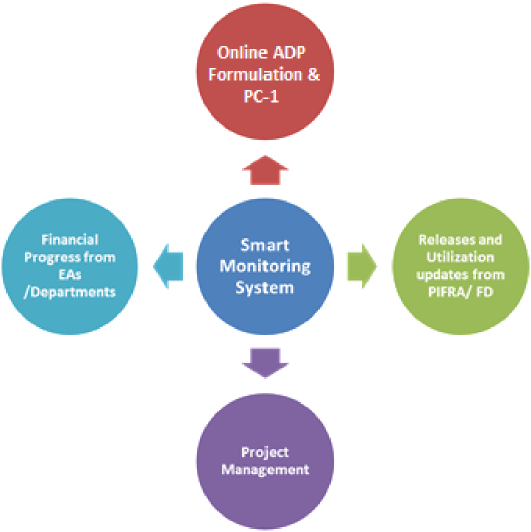 Online ADP
Formulation &
PC-1
Financial
Progress from
EAs
/Departments
Smart
Monitoring
System
Releases and
Utilization
updates from
PIFRA/ FD
Project
Management